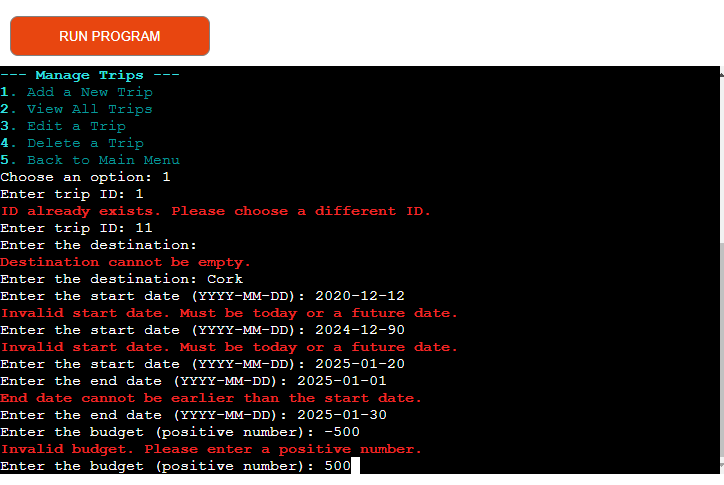 RUN PROGRAM
--- Manage Trips ---
1. Add a New Trip
2. View All Trips
3. Edit a Trip
4. Delete a Trip
5. Back to Main Menu
Choose an option: 1
Enter trip ID: 1
ID already exists. Please choose a different ID.
Enter trip ID: 11
Enter the destination:
Destination cannot be empty.
Enter the destination: Cork
Enter the start date (YYYY-MM-DD): 2020-12-12
Invalid start date. Must be today or a future date.
Enter the start date (YYYY-MM-DD): 2024-12-90
Invalid start date. Must be today or a future date.
Enter the start date (YYYY-MM-DD): 2025-01-20
Enter the end date (YYYY-MM-DD): 2025-01-01
End date cannot be earlier than the start date.
Enter the end date (YYYY-MM-DD): 2025-01-30
Enter the budget (positive number): -500
Invalid budget. Please enter a positive number.
Enter the budget (positive number): 500